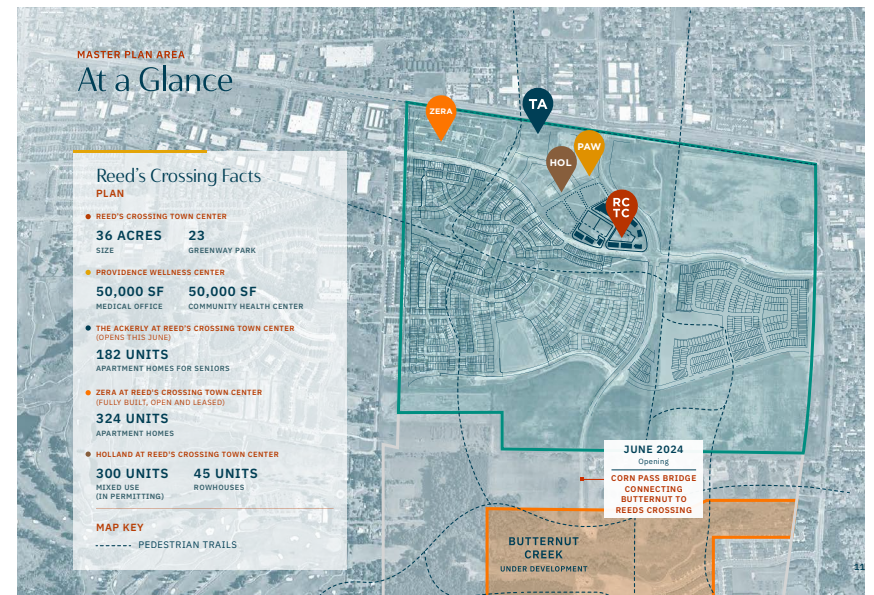 MASTER PLAN AREA
At a Glance
Reed's Crossing Facts
PLAN
REED'S CROSSING TOWN CENTER
36 ACRES 23
SIZE GREENWAY PARK
PROVIDENCE WELLNESS CENTER
50,000 SF 50,000 SF
MEDICAL OFFICE COMMUNITY HEALTH CENTER
THE ACKERLY AT REED'S CROSSING TOWN CENTER
(OPENS THIS JUNE)
182 UNITS
APARTMENT HOMES FOR SENIORS
ZERA AT REED'S CROSSING TOWN CENTER
(FULLY BUILT, OPEN AND LEASED)
324 UNITS
APARTMENT HOMES
HOLLAND AT REED'S CROSSING TOWN CENTER
300 UNITS 45 UNITS
MIXED USE ROWHOUSES
(IN PERMITTING)
MAP KEY
PEDESTRIAN TRAILS
ZERA
TA
HOL
PAW
RC
TC
JUNE 2024
Opening
CORN PASS BRIDGE
CONNECTING
BUTTERNUT TO
REEDS CROSSING
BUTTERNUT
CREEK
UNDER DEVELOPMENT
11